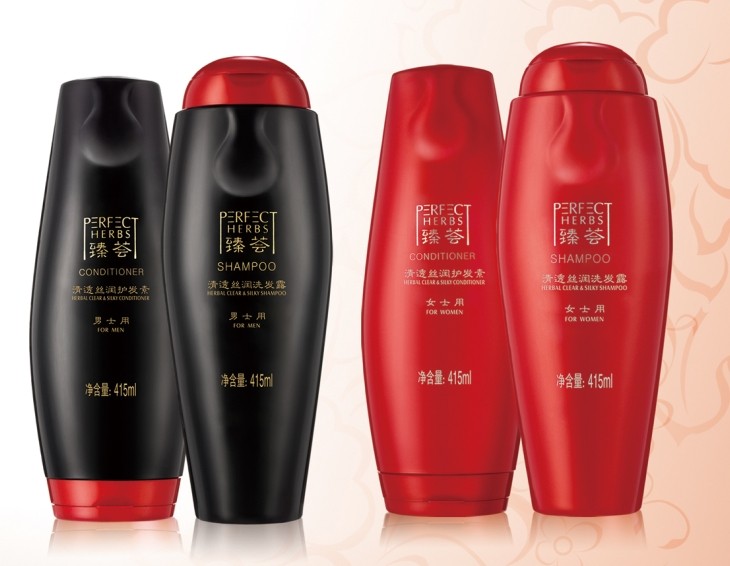 PERFECT
HERBS
臻荟
CONDITIONER
清透丝润护发素
HERBAL CLEAR & SILKY CONDITIONER
男士用
FOR MEN
净含量: 415ml
PERFECT
HERBS
臻荟
SHAMPOO
清透丝润洗发露
HERBAL CLEAR & SILKY SHAMPOO
男士用
FOR MEN
净含量: 415ml
PERFECT
HERBS
臻荟
CONDITIONER
清透丝润护发素
HERBAL CLEAR & SILKY CONDITIONER
女士用
FOR WOMEN
净含量: 415ml
PERFECT
HERBS
臻荟
SHAMPOO
清透丝润洗发露
HERBAL CLEAR & SILKY SHAMPOO
女士用
FOR WOMEN
净含量: 415ml